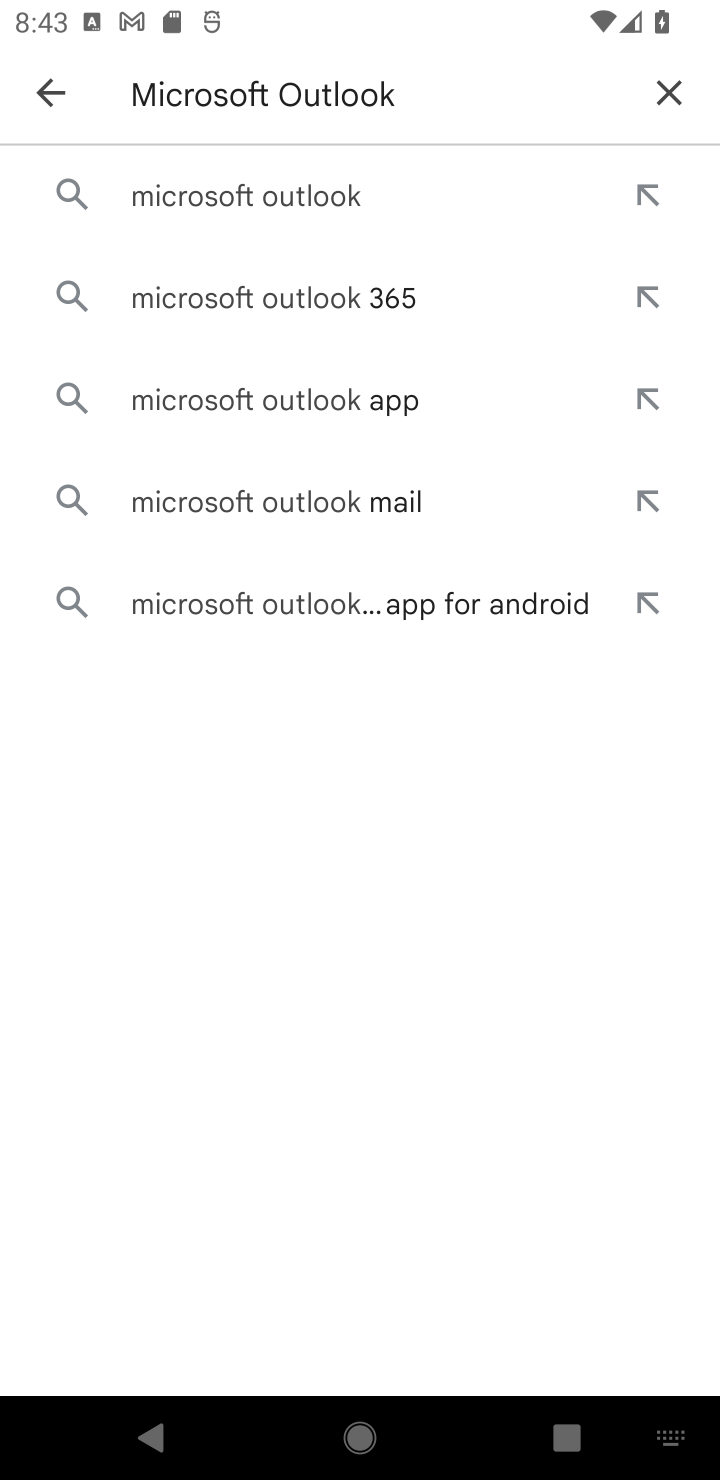 8:43
Microsoft Outlook
microsoft outlook
microsoft outlook 365
microsoft outlook app
microsoft outlook mail
microsoft outlook... app for android